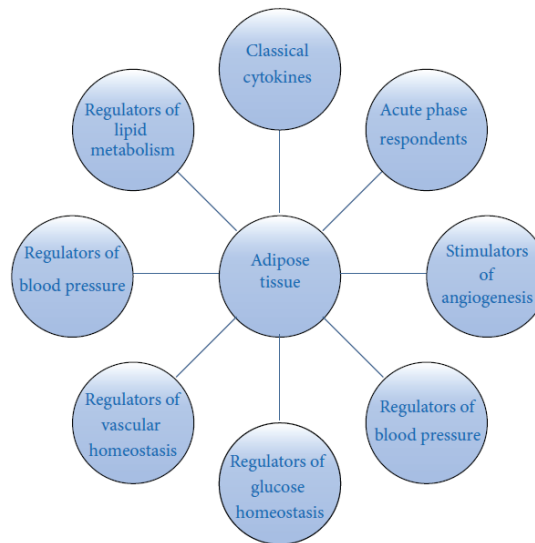 Classical
cytokines
Regulators of
lipid
metabolism
Acute phase
respondents
Regulators of
blood pressure
Adipose
tissue
Stimulators
of
angiogenesis
Regulators of
vascular
homeostasis
Regulators of
blood pressure
Regulators of
glucose
homeostasis